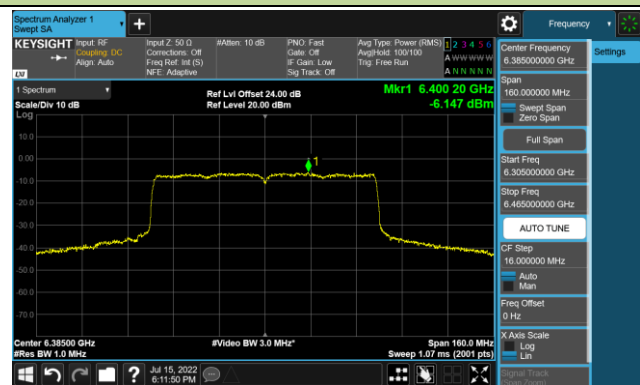 Spectrum Analyzer 1
Swept SA
+
Frequency
KEYSIGHT
Input: RF
Coupling: DC
Align: Auto
Input Z: 50 Ω
Corrections: Off
Freq Ref: Int (S)
NFE: Adaptive
#Atten: 10 dB
PNO: Fast
Gate: Off
IF Gain: Low
Sig Track: Off
Avg Type: Power (RMS)
Avg|Hold: 100/100
Trig: Free Run
1 2 3 4 5 6
A W W W W W
A N N N N N
LXI
Center Frequency
6.385000000 GHz
Settings
Span
160.000000 MHz
Swept Span
Zero Span
Full Span
Start Freq
6.305000000 GHz
Stop Freq
6.465000000 GHz
AUTO TUNE
CF Step
16.000000 MHz
Auto
Man
Freq Offset
0 Hz
X Axis Scale
Log
Lin
Signal Track
(Span Zoom)
1 Spectrum
Scale/Div 10 dB
Log
Ref Lvl Offset 24.00 dB
Ref Level 20.00 dBm
Mkr1 6.400 20 GHz
-6.147 dBm
10.0
0.00
-10.0
-20.0
-30.0
-40.0
-50.0
-60.0
-70.0
1
Center 6.38500 GHz
#Res BW 1.0 MHz
#Video BW 3.0 MHz*
Span 160.0 MHz
Sweep 1.07 ms (2001 pts)
?
Jul 15, 2022
6:11:50 PM